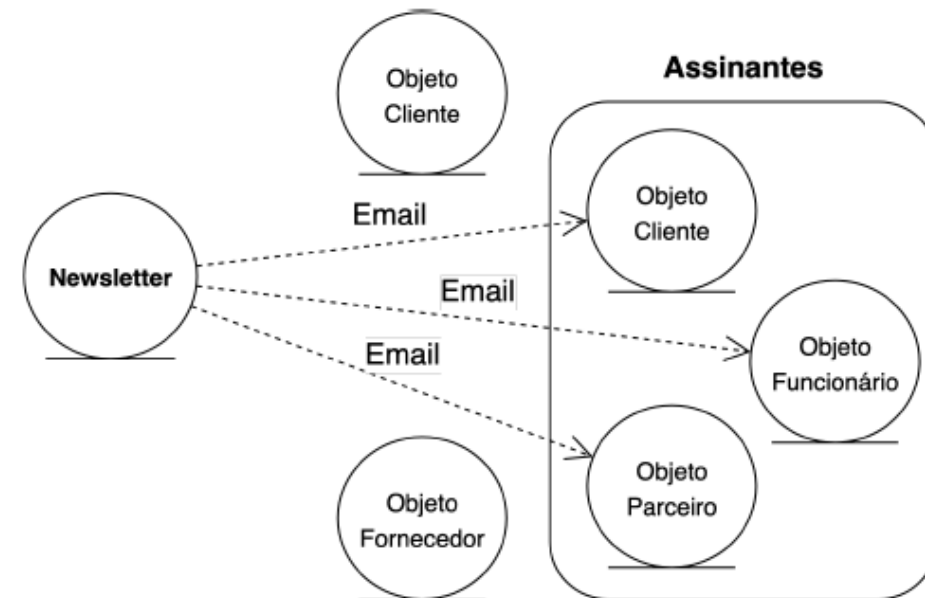 Objeto
Cliente
Assinantes
Objeto
Cliente
Email
Newsletter
Email
Email
Objeto
Funcionário
Objeto
Parceiro
Objeto
Fornecedor